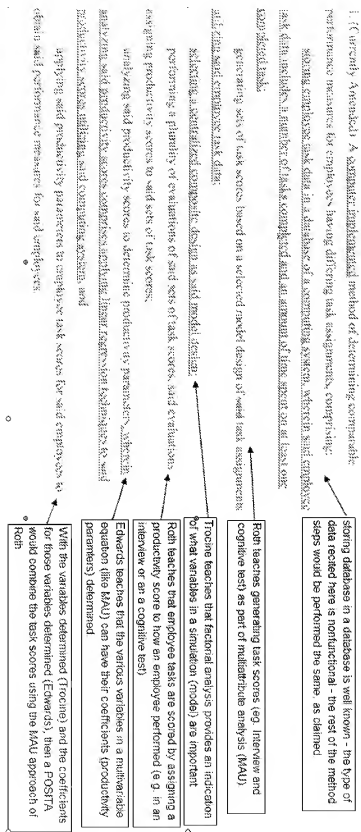 1 (Currently Amended). A computer implemented method of determining comparable
performance measures for employees having differing task assignments, comprising:
storing employee task data in a database of a computing system, wherein said employee
task data includes a number of tasks completed and an amount of time spent on at least one
completed task;
generating sets of task scores based on a selected model design of said task assignments
utilizing said employee task data;
selecting a centralized composite design as said model design;
performing a plurality of evaluations of said sets of task scores, said evaluations
assigning productivity scores to said sets of task scores;
analyzing said productivity scores to determine productivity parameters, wherein
analyzing said productivity scores comprises applying linear regression techniques to said
productivity scores utilizing said computing system; and
applying said productivity parameters to employee task scores for said employees to
obtain said performance measures for said employees.
storing database in a database is well known - the type of
data recited here is nonfunctional - the rest of the method
steps would be performed the same, as claimed
Roth teaches generating task scores (eg. Interview and
cognitive test) as part of multiattribute analysis (MAU)
Trocine teaches that factorial analysis provides an indication
of what variables in a simulation (model) are important
Roth teaches that employee tasks are scored by assigning a
productivity score to how an employee performed (e.g. in an
interview or an a cognitive test)
Edwards teaches that the various variables in a multivariable
equation (like MAU) can have their coefficients (productivity
paramters) determined
With the variables determined (Trocine) and the coefficients
for those variables determined (Edwards), then a POSITA
would combine the task scores using the MAU approach of
Roth